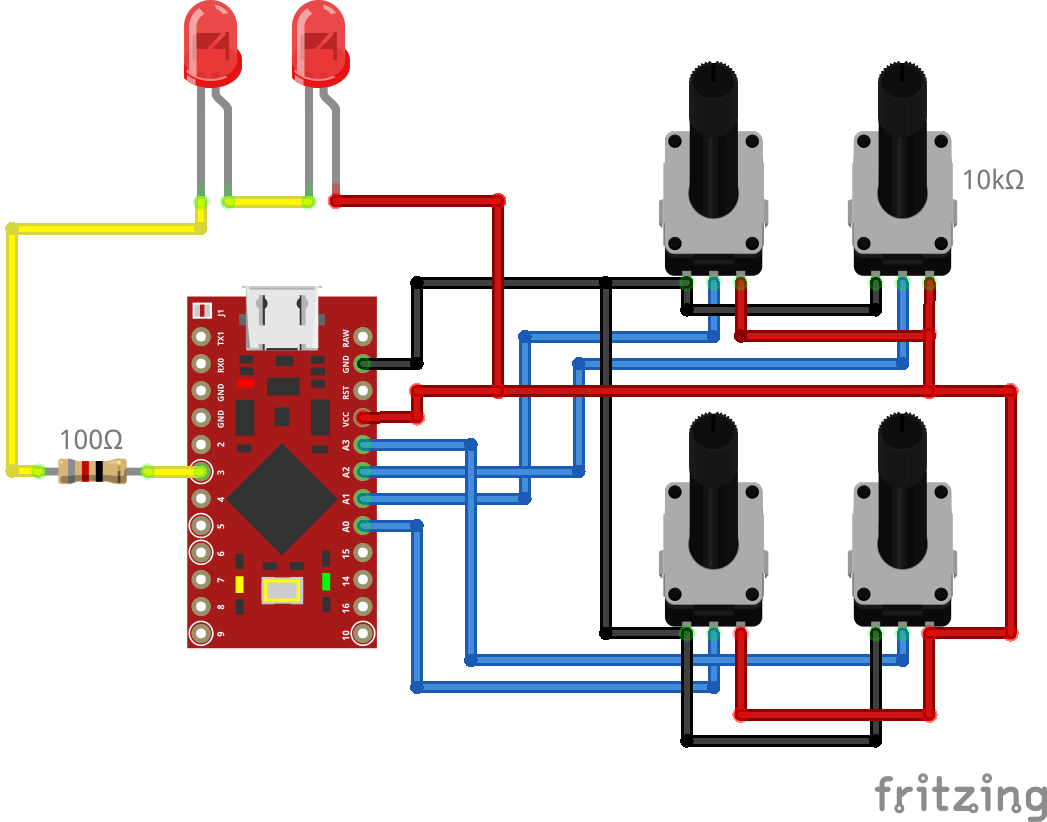 10kΩ
J1
TX1
RAW
RX0
GND
GND
RST
GND
VCC
100Ω
2
A3
3
A2
4
A1
5
A0
6
15
7
14
8
16
9
10
fritzing